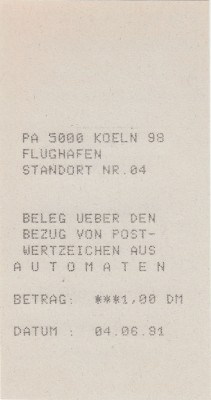 PA 5000 KOELN 98
FLUGHAFEN
STANDORT NR.04
BELEG UEBER DEN
BEZUG VON POST-
WERTZEICHEN AUS
A U T O M A T E N
BETRAG: ***1,00 DM
DATUM : 04.06.91